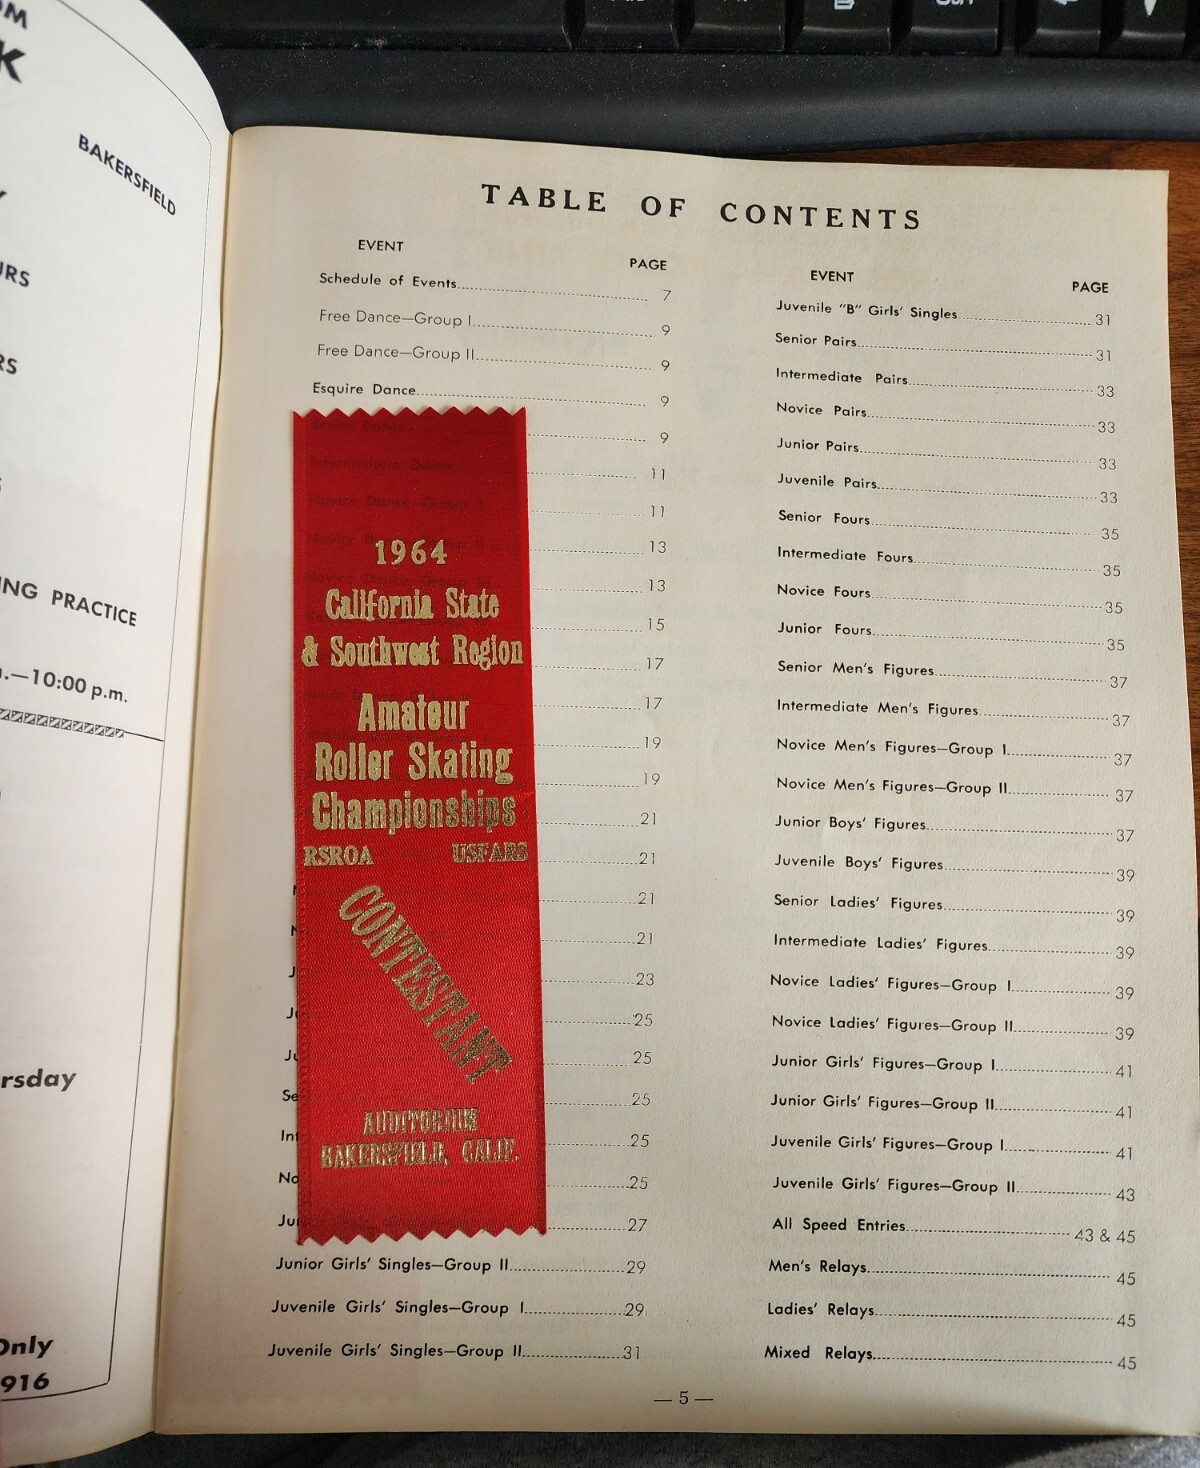 BAKERSFIELD
PRACTICE
10:00 p.m.
Only
916
TABLE OF CONTENTS
EVENT
PAGE
Schedule of Events 7
Free Dance—Group I 9
Free Dance—Group II 9
Esquire Dance 9
Senior Dance 9
Intermediate Dance 11
Novice Dance—Group I 11
13
13
15
17
17
19
19
21
21
21
21
23
25
25
25
25
25
27
Junior Girls' Singles—Group II 29
Juvenile Girls' Singles—Group I 29
Juvenile Girls' Singles—Group II 31
1964
California State
& Southwest Region
Amateur
Roller Skating
Championships
RSROA USFARS
CONTESTANT
AUDITORIUM
BAKERSFIELD, CALIF.
EVENT
PAGE
Juvenile "B" Girls' Singles 31
Senior Pairs 31
Intermediate Pairs 33
Novice Pairs 33
Junior Pairs 33
Juvenile Pairs 33
Senior Fours 35
Intermediate Fours 35
Novice Fours 35
Junior Fours 35
Senior Men's Figures 37
Intermediate Men's Figures 37
Novice Men's Figures—Group I 37
Novice Men's Figures—Group II 37
Junior Boys' Figures 37
Juvenile Boys' Figures 39
Senior Ladies' Figures 39
Intermediate Ladies' Figures 39
Novice Ladies' Figures—Group I 39
Novice Ladies' Figures—Group II 39
Junior Girls' Figures—Group I 41
Junior Girls' Figures—Group II 41
Juvenile Girls' Figures—Group I 41
Juvenile Girls' Figures—Group II 43
All Speed Entries 43 & 45
Men's Relays 45
Ladies' Relays 45
Mixed Relays 45
— 5 —